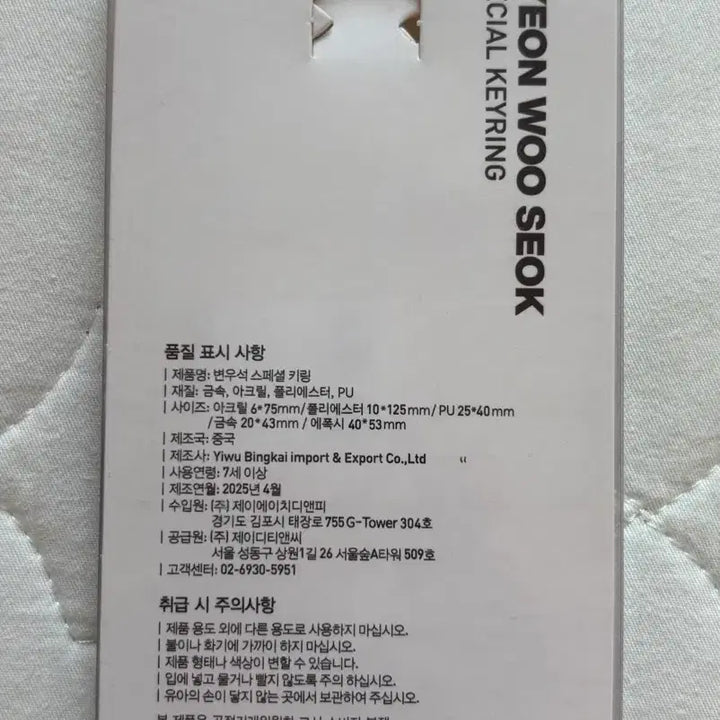 YEON WOO SEOK
CIAL KEYRING
품질 표시 사항
| 제품명: 변우석 스페셜 키링
| 재질: 금속, 아크릴, 폴리에스터, PU
| 사이즈: 아크릴 6*75mm/폴리에스터 10*125mm/ PU 25*40mm
/금속 20*43mm / 에폭시 40*53mm
| 제조국: 중국
| 제조사: Yiwu Bingkai import & Export Co.,Ltd
| 사용연령: 7세 이상
| 제조연월: 2025년 4월
| 수입원: (주) 제이에이치디앤피
경기도 김포시 태장로 755 G-Tower 304호
| 공급원: (주) 제이디티앤씨
서울 성동구 상원1길 26 서울숲A타워 509호
| 고객센터: 02-6930-5951
취급 시 주의사항
| 제품 용도 외에 다른 용도로 사용하지 마십시오.
| 불이나 화기에 가까이 하지 마십시오.
| 제품 형태나 색상이 변할 수 있습니다.
| 입에 넣고 물거나 빨지 않도록 주의 하십시오.
| 유아의 손이 닿지 않는 곳에서 보관하여 주십시오.